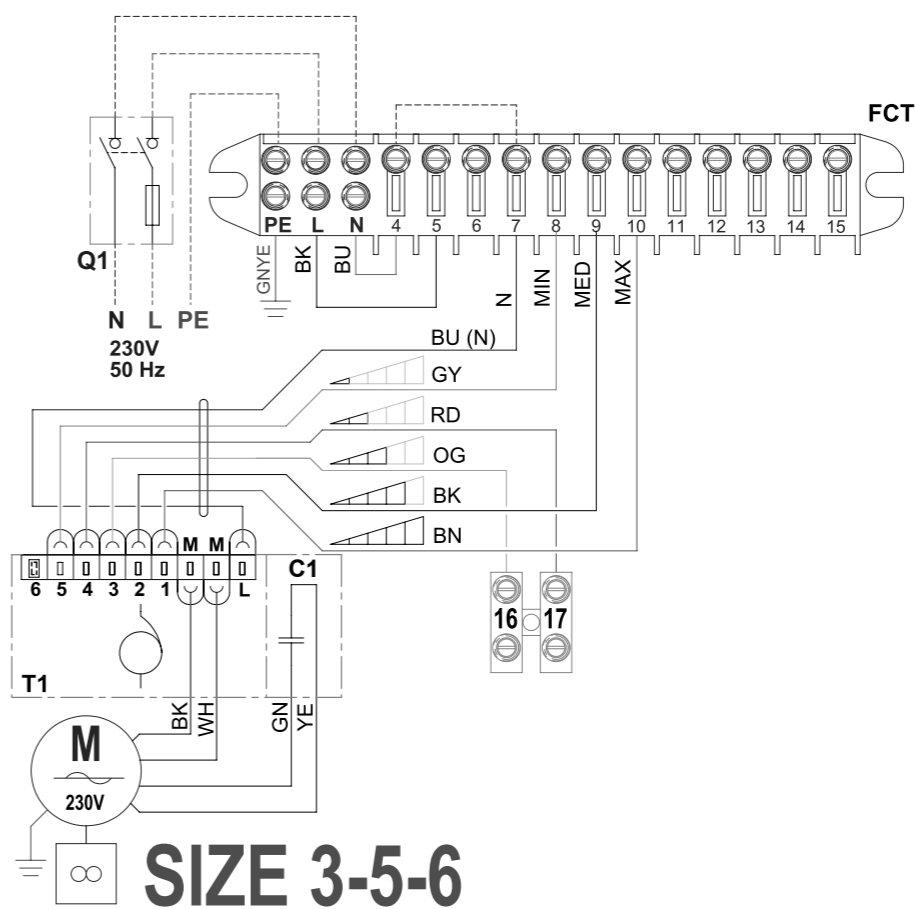 FCT
PE L N 4 5 6 7 8 9 10 11 12 13 14 15
Q1
GNYE
BK
BU
N
MIN
MED
MAX
N L PE
230V
50 Hz
BU (N)
GY
RD
OG
BK
BN
M M
C1
6 5 4 3 2 1 L
16 17
T1
BK
WH
GN
YE
M
230V
SIZE 3-5-6